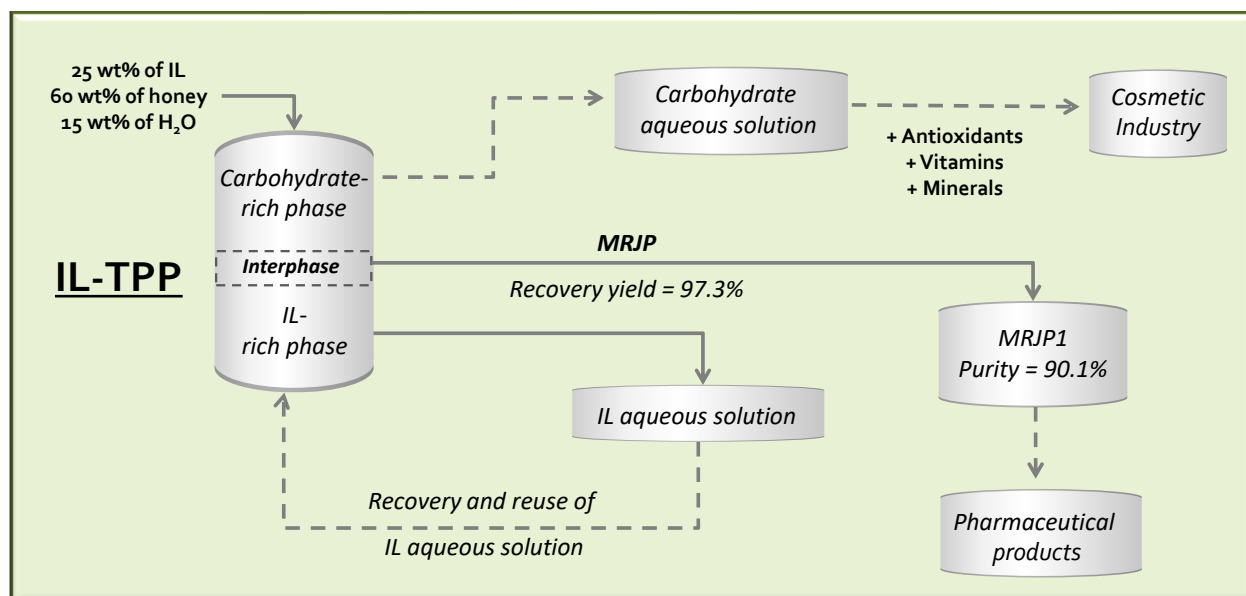 25 wt% of IL
60 wt% of honey
15 wt% of H₂O
Carbohydrate-
rich phase
Interphase
IL-
rich phase
IL-TPP
Carbohydrate
aqueous solution
+ Antioxidants
+ Vitamins
+ Minerals
Cosmetic
Industry
MRJP
Recovery yield = 97.3%
MRJP1
Purity = 90.1%
IL aqueous solution
Recovery and reuse of
IL aqueous solution
Pharmaceutical
products